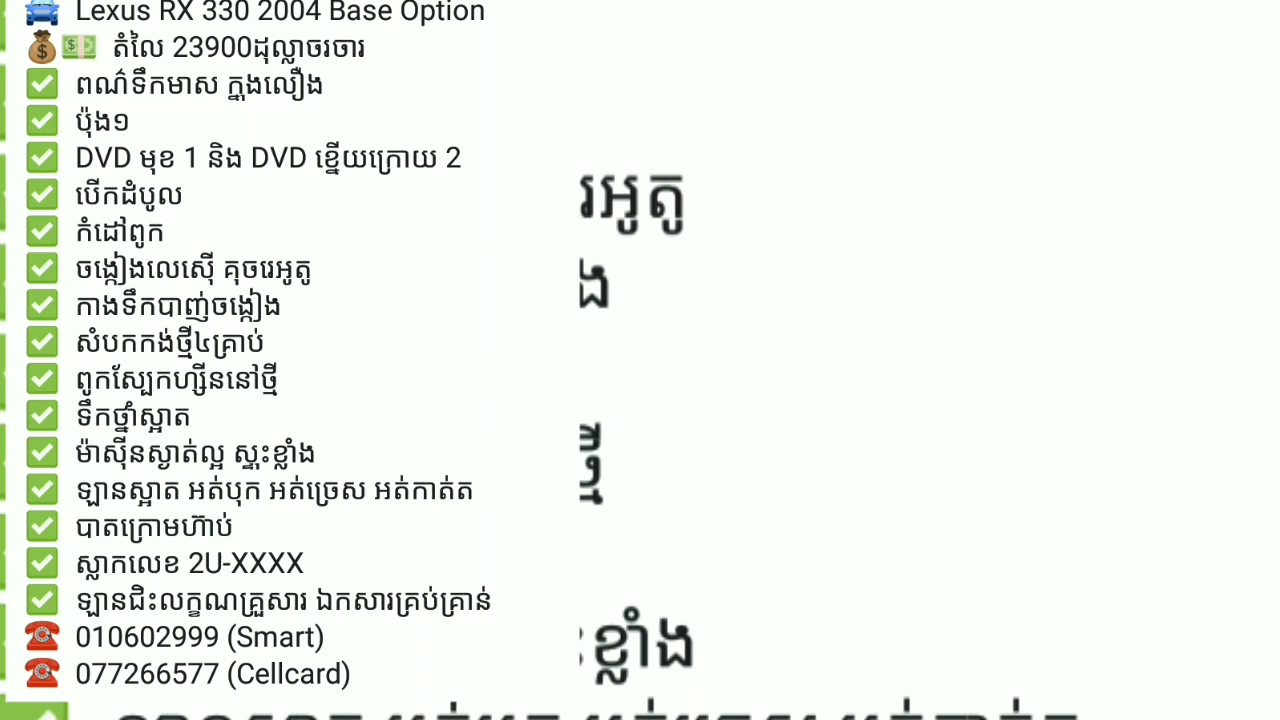 🚙 Lexus RX 330 2004 Base Option
💰💵 តំលៃ 23900ដុល្លាចរចារ
✅ ពណ៌ទឹកមាស ក្នុងលឿង
✅ ប៉ុង១
✅ DVD មុខ 1 និង DVD ខ្នើយក្រោយ 2
✅ បើកដំបូល
✅ កំដៅពូក
✅ ចង្កៀងលេស៊ើ គុចរេអូតូ
✅ កាងទឹកបាញ់ចង្កៀង
✅ សំបកកង់ថ្មី៤គ្រាប់
✅ ពូកស្បែកហ្សីននៅថ្មី
✅ ទឹកថ្នាំស្អាត
✅ ម៉ាស៊ីនស្ងាត់ល្អ ស្ទុះខ្លាំង
✅ ឡានស្អាត អត់បុក អត់ច្រេស អត់កាត់ត
✅ បាតក្រោមហ៊ាប់
✅ ស្លាកលេខ 2U-XXXX
✅ ឡានជិះលក្ខណគ្រួសារ ឯកសារគ្រប់គ្រាន់
☎️ 010602999 (Smart)
☎️ 077266577 (Cellcard)
រេអូតូ
ង
ថ្មី
ខ្លាំង